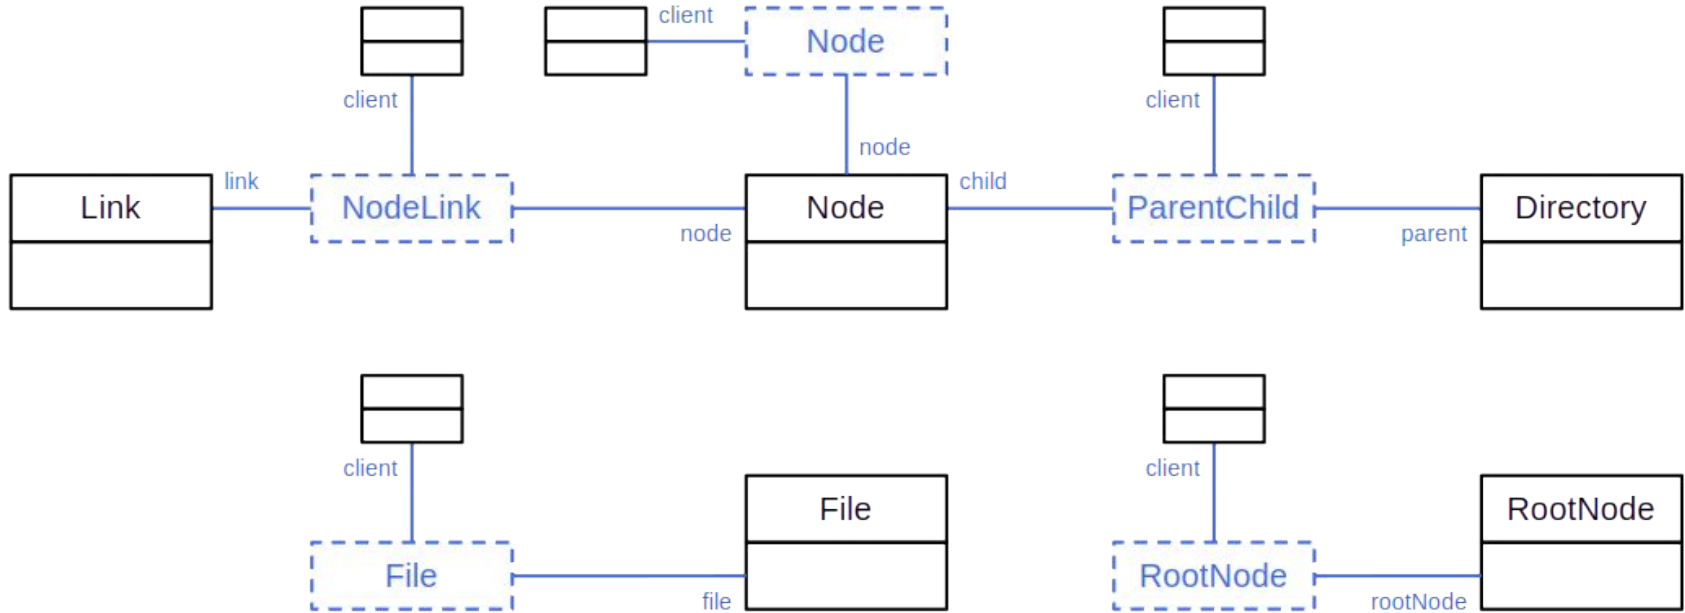 client
Node
client
client
node
link
child
Link
NodeLink
Node
ParentChild
Directory
node
parent
client
client
File
RootNode
File
RootNode
file
rootNode